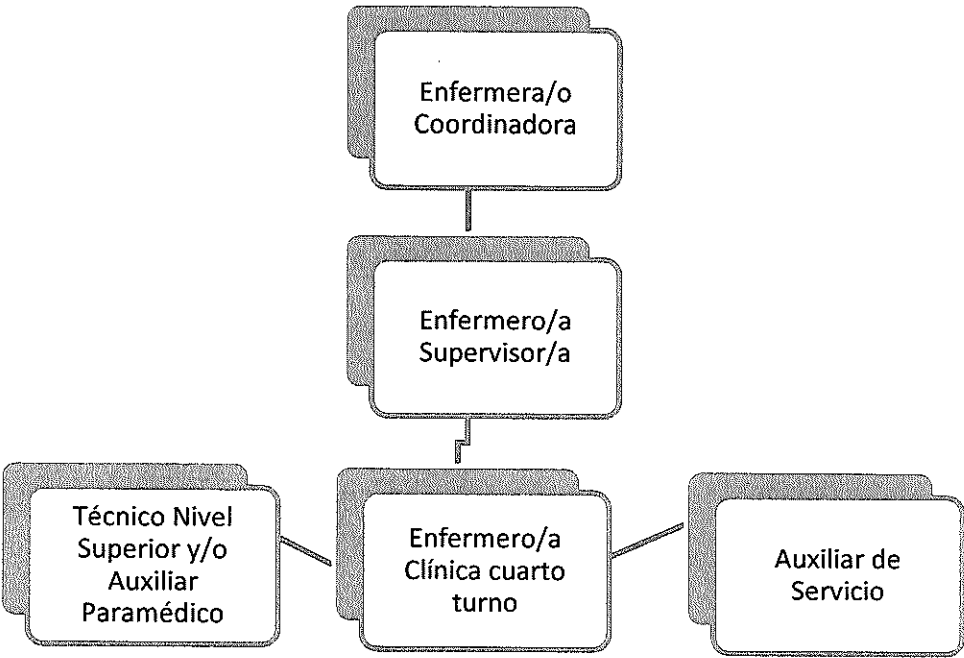 Enfermera/o
Coordinadora
Enfermero/a
Supervisor/a
Técnico Nivel
Superior y/o
Auxiliar
Paramédico
Enfermero/a
Clínica cuarto
turno
Auxiliar de
Servicio